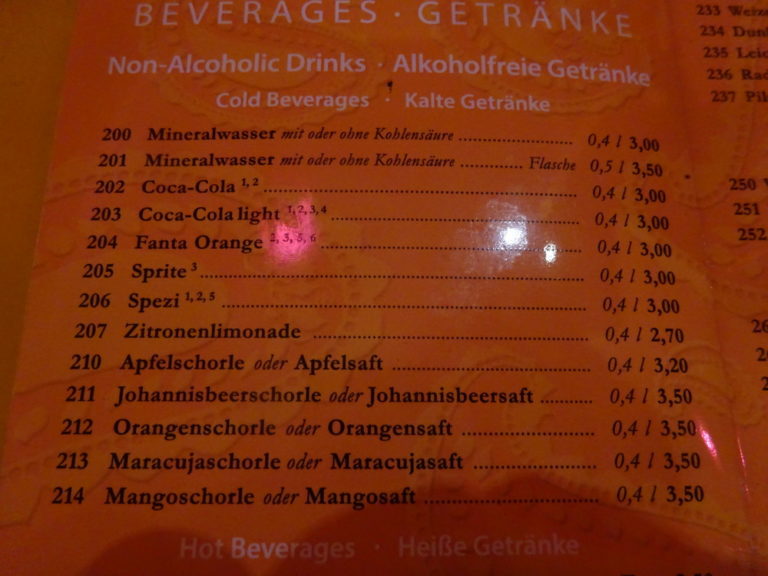 BEVERAGES · GETRÄNKE
Non-Alcoholic Drinks · Alkoholfreie Getränke
Cold Beverages · Kalte Getränke
200 Mineralwasser mit oder ohne Kohlensäure ........ 0,4 l 3,00
201 Mineralwasser mit oder ohne Kohlensäure ........ Flasche 0,5 l 3,50
202 Coca-Cola 1, 2 ........ 0,4 l 3,00
203 Coca-Cola light 1, 2, 3, 4 ........ 0,4 l 3,00
204 Fanta Orange ........ 0,4 l 3,00
205 Sprite 3 ........ 0,4 l 3,00
206 Spezi 1, 2, 5 ........ 0,4 l 3,00
207 Zitronenlimonade ........ 0,4 l 2,70
210 Apfelschorle oder Apfelsaft ........ 0,4 l 3,20
211 Johannisbeerschorle oder Johannisbeersaft ........ 0,4 l 3,50
212 Orangenschorle oder Orangensaft ........ 0,4 l 3,50
213 Maracujaschorle oder Maracujasaft ........ 0,4 l 3,50
214 Mangoschorle oder Mangosaft ........ 0,4 l 3,50
Hot Beverages · Heiße Getränke
233 Weize
234 Dun
235 Leic
236 Rad
237 Pil
250
251
252